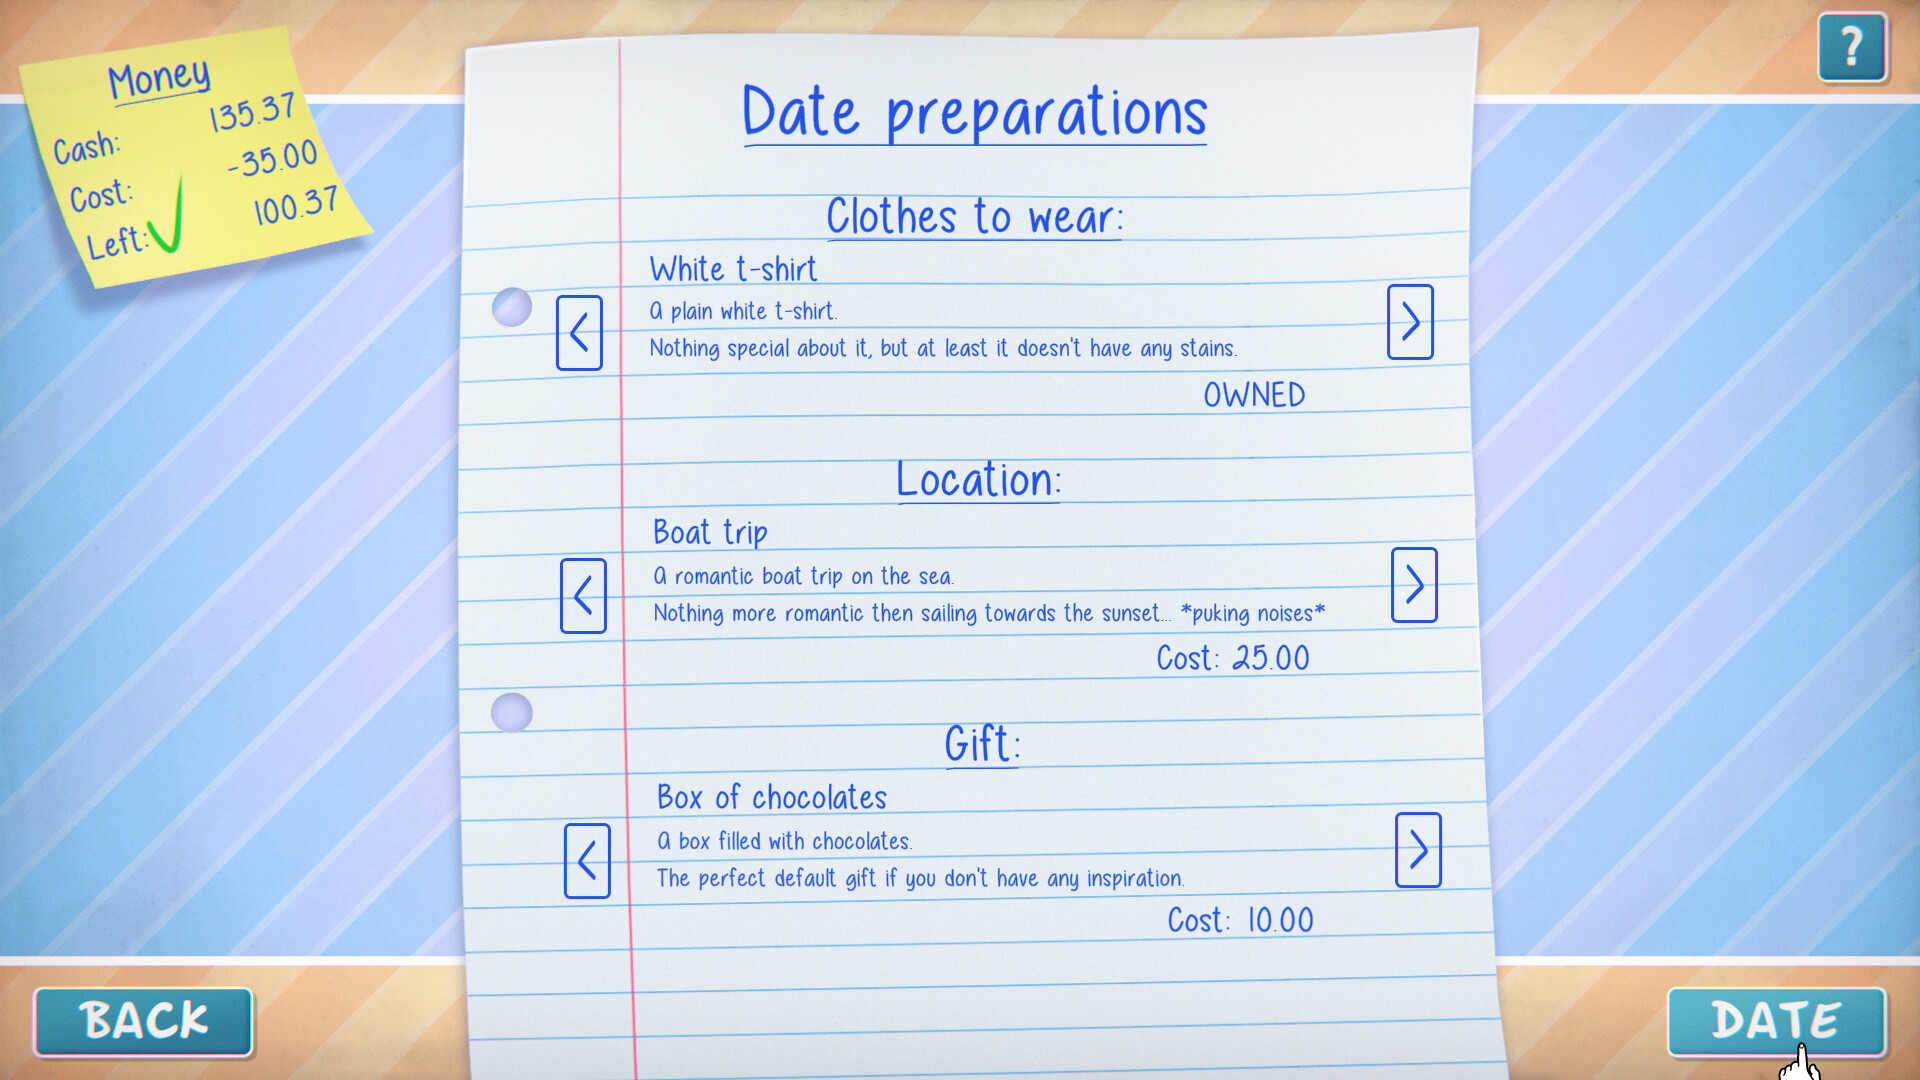 Money
Cash: 135.37
Cost: -35.00
Left: 100.37
?
Date preparations
Clothes to wear:
White t-shirt
A plain white t-shirt.
Nothing special about it, but at least it doesn't have any stains.
OWNED
Location:
Boat trip
A romantic boat trip on the sea.
Nothing more romantic then sailing towards the sunset... *puking noises*
Cost: 25.00
Gift:
Box of chocolates
A box filled with chocolates.
The perfect default gift if you don't have any inspiration.
Cost: 10.00
BACK
DATE